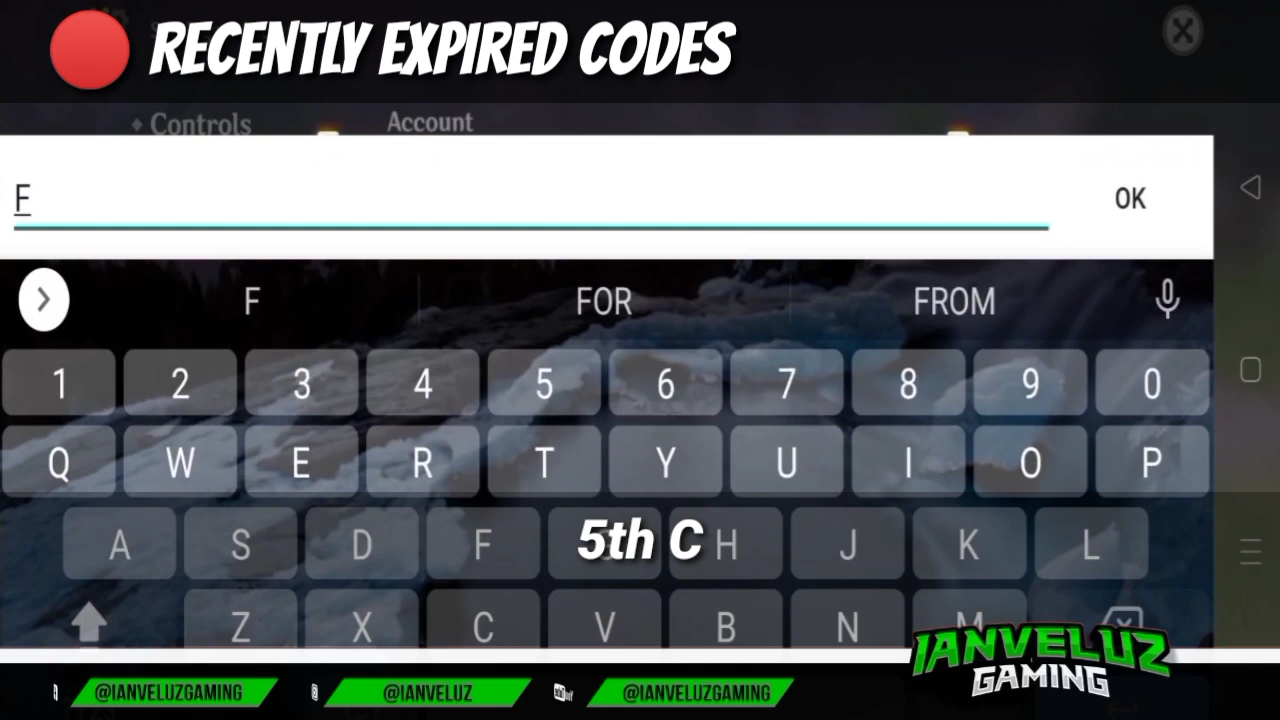 RECENTLY EXPIRED CODES
Controls
Account
F
OK
F FOR FROM
1 2 3 4 5 6 7 8 9 0
Q W E R T Y U I O P
A S D F H J K L
5th C
Z X C V B N M
IANVELUZ
GAMING
@IANVELUZGAMING @IANVELUZ @IANVELUZGAMING